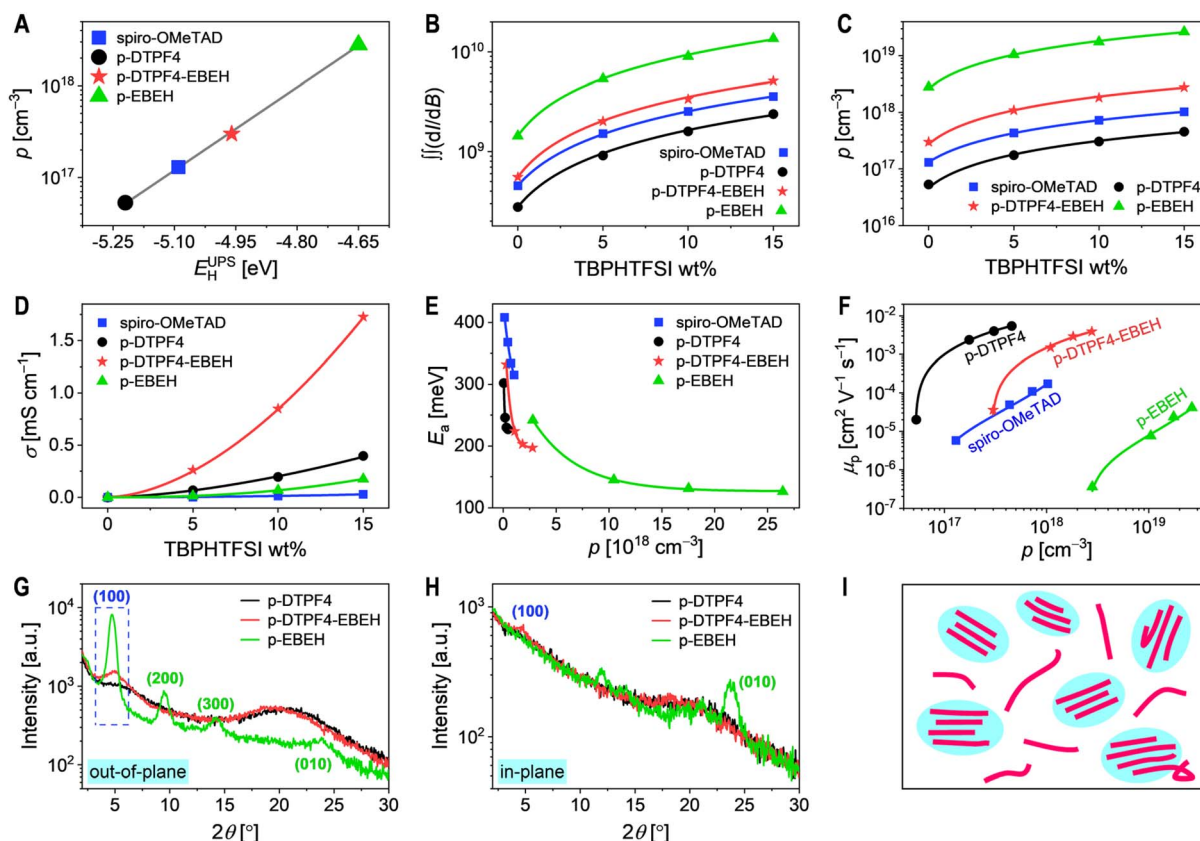 A
spiro-OMeTAD
p-DTPF4
p-DTPF4-EBEH
p-EBEH
p [cm⁻³]
10¹⁸
10¹⁷
-5.25 -5.10 -4.95 -4.80 -4.65
E_H^UPS [eV]
B
∫∫(dI/dB)
10¹⁰
10⁹
spiro-OMeTAD
p-DTPF4
p-DTPF4-EBEH
p-EBEH
0 5 10 15
TBPHTFSI wt%
C
p [cm⁻³]
10¹⁹
10¹⁸
10¹⁷
10¹⁶
spiro-OMeTAD p-DTPF4
p-DTPF4-EBEH p-EBEH
0 5 10 15
TBPHTFSI wt%
D
spiro-OMeTAD
p-DTPF4
p-DTPF4-EBEH
p-EBEH
σ [mS cm⁻¹]
1.5
1.0
0.5
0.0
0 5 10 15
TBPHTFSI wt%
E
spiro-OMeTAD
p-DTPF4
p-DTPF4-EBEH
p-EBEH
E_a [meV]
400
300
200
100
0 5 10 15 20 25
p [10¹⁸ cm⁻³]
F
μ_p [cm² V⁻¹ s⁻¹]
10⁻²
10⁻³
10⁻⁴
10⁻⁵
10⁻⁶
10⁻⁷
p-DTPF4
p-DTPF4-EBEH
spiro-OMeTAD
p-EBEH
10¹⁷ 10¹⁸ 10¹⁹
p [cm⁻³]
G
Intensity [a.u.]
10⁴
10³
10²
(100)
p-DTPF4
p-DTPF4-EBEH
p-EBEH
(200)
(300)
(010)
out-of-plane
5 10 15 20 25 30
2θ [°]
H
Intensity [a.u.]
10³
10²
(100)
p-DTPF4
p-DTPF4-EBEH
p-EBEH
(010)
in-plane
5 10 15 20 25 30
2θ [°]
I